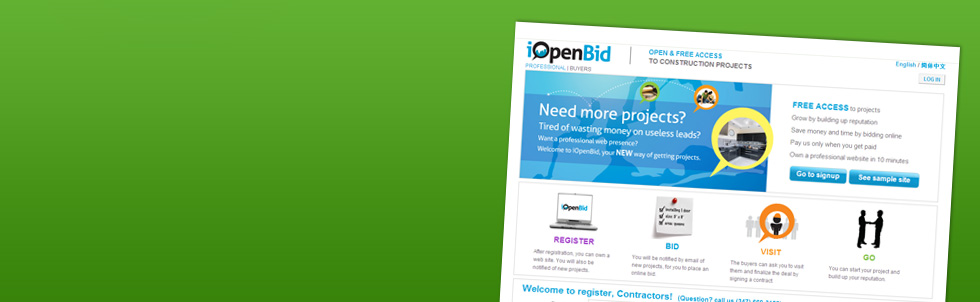 iOpenBid
PROFESSIONAL | BUYERS
OPEN & FREE ACCESS
TO CONSTRUCTION PROJECTS
English / 简体中文
LOG IN
Need more projects?
Tired of wasting money on useless leads?
Want a professional web presence?
Welcome to iOpenBid, your NEW way of getting projects.
FREE ACCESS to projects
Grow by building up reputation
Save money and time by bidding online
Pay us only when you get paid
Own a professional website in 10 minutes
Go to signup
See sample site
iOpenBid
REGISTER
After registration, you can own a
web site. You will also be
notified of new projects.
BID
You will be notified by email of
new projects, for you to place an
online bid.
VISIT
The buyers can ask you to visit
them and finalize the deal by
signing a contract.
GO
You can start your project and
build up your reputation.
Welcome to register, Contractors! (Question? call us